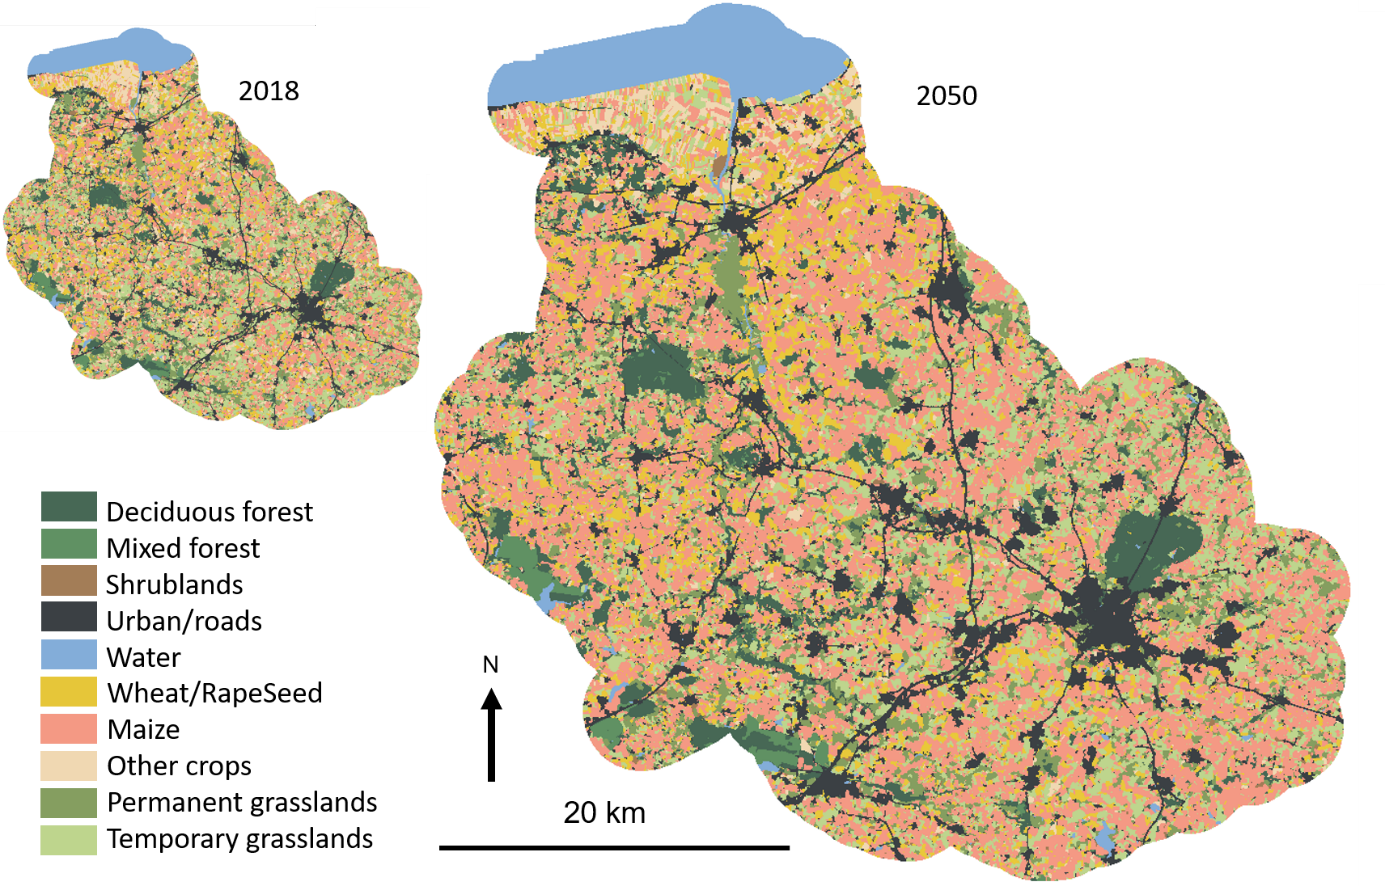 2018
2050
Deciduous forest
Mixed forest
Shrublands
Urban/roads
Water
Wheat/RapeSeed
Maize
Other crops
Permanent grasslands
Temporary grasslands
N
20 km